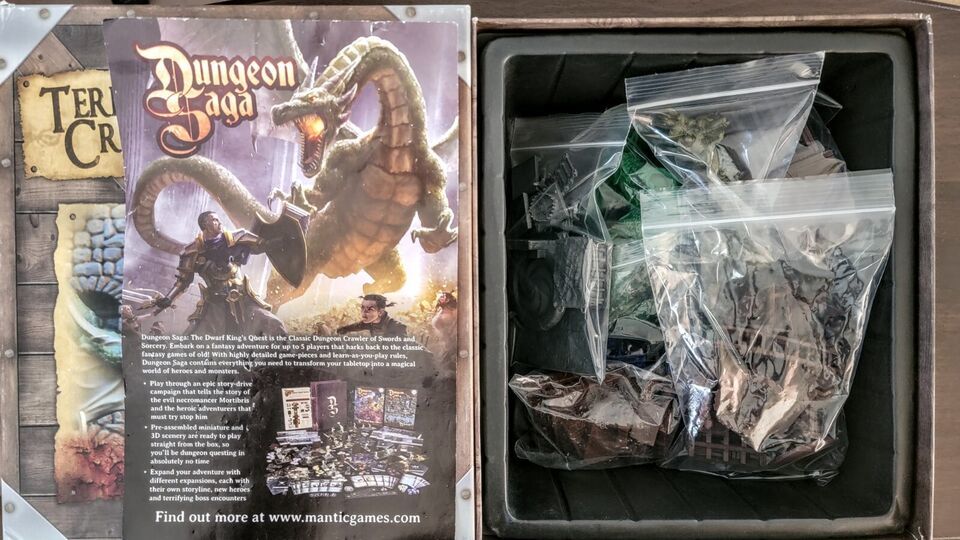 TER
CR
Dungeon
Saga
Dungeon Saga: The Dwarf King's Quest is the Classic Dungeon Crawler of Swords and
Sorcery. Embark on a fantasy adventure for up to 5 players that harks back to the classic
fantasy games of old! With highly detailed game-pieces and learn-as-you-play rules,
Dungeon Saga contains everything you need to transform your tabletop into a magical
world of heroes and monsters.
• Play through an epic story-drive
campaign that tells the story of
the evil necromancer Mortibris
and the heroic adventurers that
must try stop him
• Pre-assembled miniature and
3D scenery are ready to play
straight from the box, so
you'll be dungeon questing in
absolutely no time
• Expand your adventure with
different expansions, each with
their own storyline, new heroes
and terrifying boss encounters
Find out more at www.manticgames.com